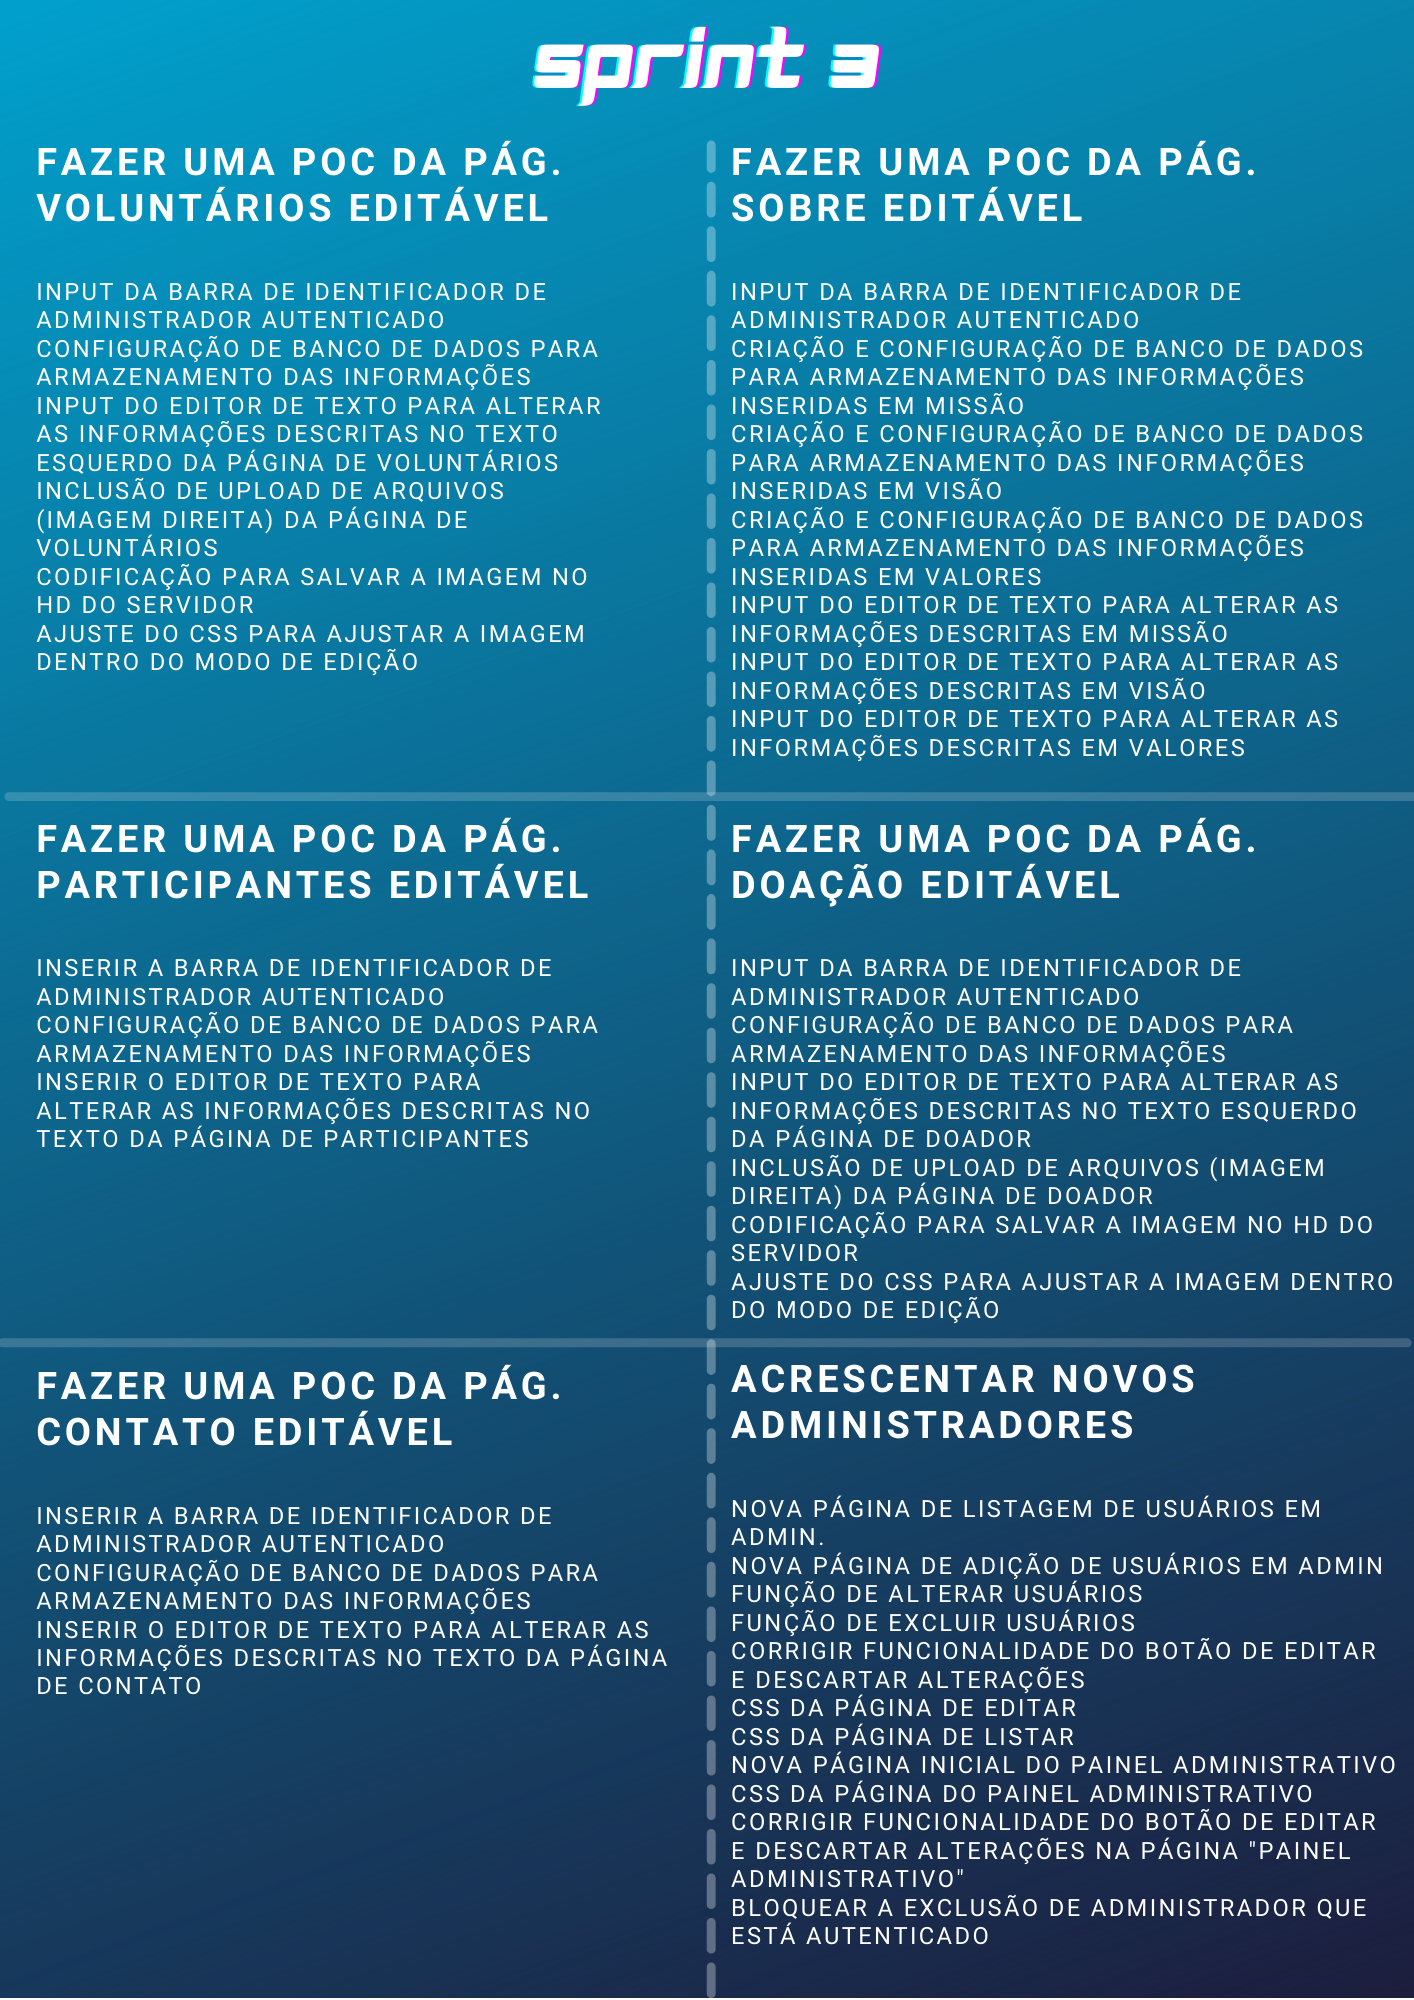 sprint 3
FAZER UMA POC DA PÁG.
VOLUNTÁRIOS EDITÁVEL
INPUT DA BARRA DE IDENTIFICADOR DE
ADMINISTRADOR AUTENTICADO
CONFIGURAÇÃO DE BANCO DE DADOS PARA
ARMAZENAMENTO DAS INFORMAÇÕES
INPUT DO EDITOR DE TEXTO PARA ALTERAR
AS INFORMAÇÕES DESCRITAS NO TEXTO
ESQUERDO DA PÁGINA DE VOLUNTÁRIOS
INCLUSÃO DE UPLOAD DE ARQUIVOS
(IMAGEM DIREITA) DA PÁGINA DE
VOLUNTÁRIOS
CODIFICAÇÃO PARA SALVAR A IMAGEM NO
HD DO SERVIDOR
AJUSTE DO CSS PARA AJUSTAR A IMAGEM
DENTRO DO MODO DE EDIÇÃO
FAZER UMA POC DA PÁG.
SOBRE EDITÁVEL
INPUT DA BARRA DE IDENTIFICADOR DE
ADMINISTRADOR AUTENTICADO
CRIAÇÃO E CONFIGURAÇÃO DE BANCO DE DADOS
PARA ARMAZENAMENTO DAS INFORMAÇÕES
INSERIDAS EM MISSÃO
CRIAÇÃO E CONFIGURAÇÃO DE BANCO DE DADOS
PARA ARMAZENAMENTO DAS INFORMAÇÕES
INSERIDAS EM VISÃO
CRIAÇÃO E CONFIGURAÇÃO DE BANCO DE DADOS
PARA ARMAZENAMENTO DAS INFORMAÇÕES
INSERIDAS EM VALORES
INPUT DO EDITOR DE TEXTO PARA ALTERAR AS
INFORMAÇÕES DESCRITAS EM MISSÃO
INPUT DO EDITOR DE TEXTO PARA ALTERAR AS
INFORMAÇÕES DESCRITAS EM VISÃO
INPUT DO EDITOR DE TEXTO PARA ALTERAR AS
INFORMAÇÕES DESCRITAS EM VALORES
FAZER UMA POC DA PÁG.
PARTICIPANTES EDITÁVEL
INSERIR A BARRA DE IDENTIFICADOR DE
ADMINISTRADOR AUTENTICADO
CONFIGURAÇÃO DE BANCO DE DADOS PARA
ARMAZENAMENTO DAS INFORMAÇÕES
INSERIR O EDITOR DE TEXTO PARA
ALTERAR AS INFORMAÇÕES DESCRITAS NO
TEXTO DA PÁGINA DE PARTICIPANTES
FAZER UMA POC DA PÁG.
DOAÇÃO EDITÁVEL
INPUT DA BARRA DE IDENTIFICADOR DE
ADMINISTRADOR AUTENTICADO
CONFIGURAÇÃO DE BANCO DE DADOS PARA
ARMAZENAMENTO DAS INFORMAÇÕES
INPUT DO EDITOR DE TEXTO PARA ALTERAR AS
INFORMAÇÕES DESCRITAS NO TEXTO ESQUERDO
DA PÁGINA DE DOADOR
INCLUSÃO DE UPLOAD DE ARQUIVOS (IMAGEM
DIREITA) DA PÁGINA DE DOADOR
CODIFICAÇÃO PARA SALVAR A IMAGEM NO HD DO
SERVIDOR
AJUSTE DO CSS PARA AJUSTAR A IMAGEM DENTRO
DO MODO DE EDIÇÃO
FAZER UMA POC DA PÁG.
CONTATO EDITÁVEL
INSERIR A BARRA DE IDENTIFICADOR DE
ADMINISTRADOR AUTENTICADO
CONFIGURAÇÃO DE BANCO DE DADOS PARA
ARMAZENAMENTO DAS INFORMAÇÕES
INSERIR O EDITOR DE TEXTO PARA ALTERAR AS
INFORMAÇÕES DESCRITAS NO TEXTO DA PÁGINA
DE CONTATO
ACRESCENTAR NOVOS
ADMINISTRADORES
NOVA PÁGINA DE LISTAGEM DE USUÁRIOS EM
ADMIN.
NOVA PÁGINA DE ADIÇÃO DE USUÁRIOS EM ADMIN
FUNÇÃO DE ALTERAR USUÁRIOS
FUNÇÃO DE EXCLUIR USUÁRIOS
CORRIGIR FUNCIONALIDADE DO BOTÃO DE EDITAR
E DESCARTAR ALTERAÇÕES
CSS DA PÁGINA DE EDITAR
CSS DA PÁGINA DE LISTAR
NOVA PÁGINA INICIAL DO PAINEL ADMINISTRATIVO
CSS DA PÁGINA DO PAINEL ADMINISTRATIVO
CORRIGIR FUNCIONALIDADE DO BOTÃO DE EDITAR
E DESCARTAR ALTERAÇÕES NA PÁGINA "PAINEL
ADMINISTRATIVO"
BLOQUEAR A EXCLUSÃO DE ADMINISTRADOR QUE
ESTÁ AUTENTICADO